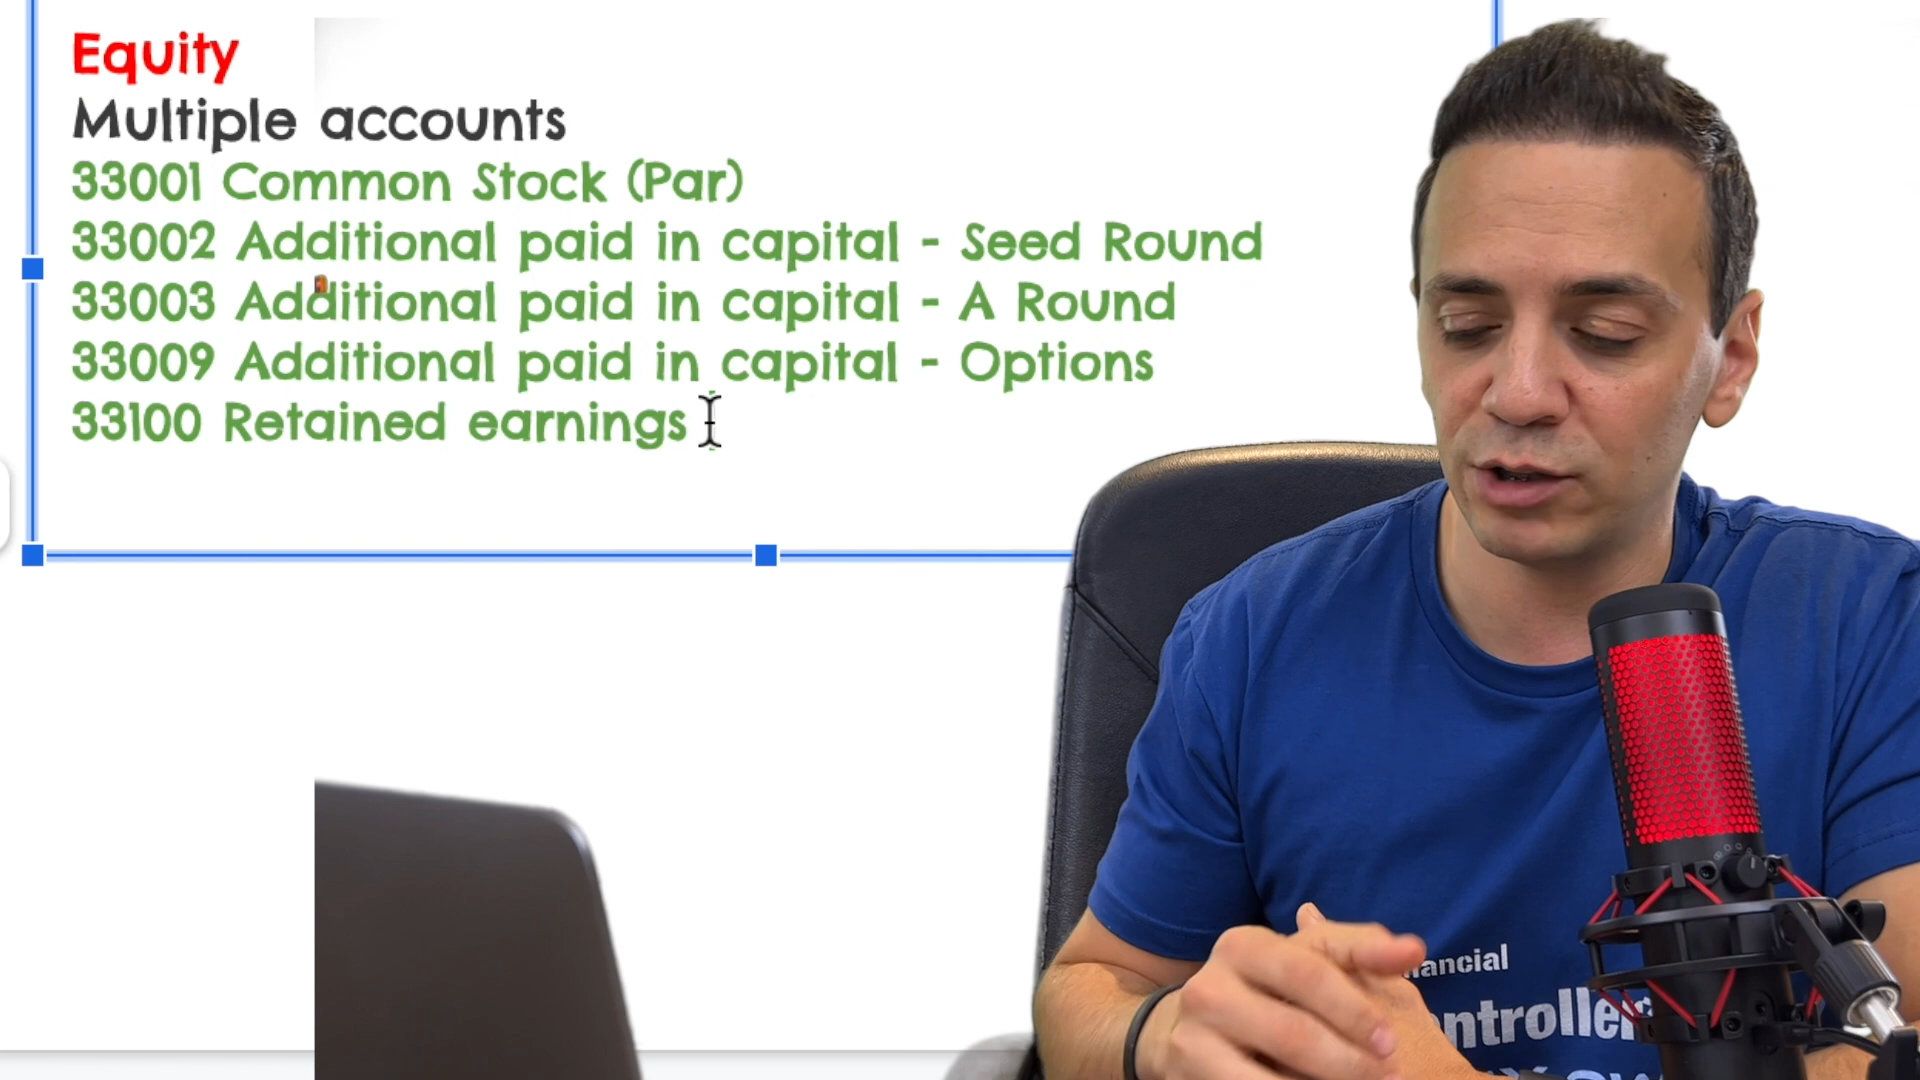 Equity
Multiple accounts
33001 Common Stock (Par)
33002 Additional paid in capital - Seed Round
33003 Additional paid in capital - A Round
33009 Additional paid in capital - Options
33100 Retained earnings